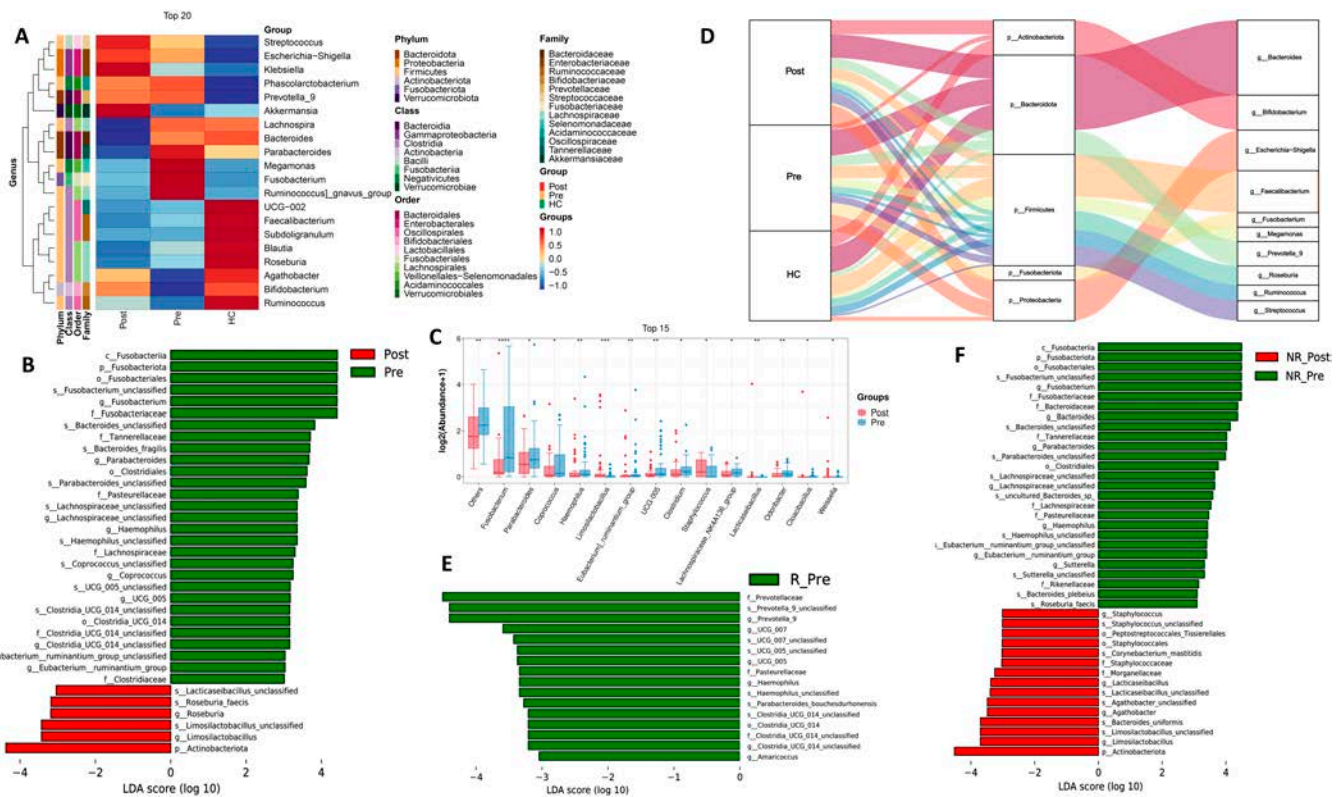 A
Top 20
Group
Streptococcus
Escherichia-Shigella
Klebsiella
Phascolarctobacterium
Prevotella_9
Akkermansia
Lachnospira
Bacteroides
Parabacteroides
Megamonas
Fusobacterium
Ruminococcus]_gnavus_group
UCG-002
Faecalibacterium
Subdoligranulum
Blautia
Roseburia
Agathobacter
Bifidobacterium
Ruminococcus
Genus
Phylum
Class
Order
Family
Post
Pre
HC
Phylum
Bacteroidota
Proteobacteria
Firmicutes
Actinobacteriota
Fusobacteriota
Verrucomicrobiota
Class
Bacteroidia
Gammaproteobacteria
Clostridia
Actinobacteria
Bacilli
Fusobacteriia
Negativicutes
Verrucomicrobiae
Order
Bacteroidales
Enterobacterales
Oscillospirales
Bifidobacteriales
Lactobacillales
Fusobacteriales
Lachnospirales
Veillonellales-Selenomonadales
Acidaminococcales
Verrucomicrobiales
Family
Bacteroidaceae
Enterobacteriaceae
Ruminococcaceae
Bifidobacteriaceae
Prevotellaceae
Streptococcaceae
Fusobacteriaceae
Lachnospiraceae
Selenomonadaceae
Acidaminococcaceae
Oscillospiraceae
Tannerellaceae
Akkermansiaceae
Group
Post
Pre
HC
Groups
1.0
0.5
0.0
−0.5
−1.0
D
Post
Pre
HC
p__Actinobacteriota
p__Bacteroidota
p__Firmicutes
p__Fusobacteriota
p__Proteobacteria
g__Bacteroides
g__Bifidobacterium
g__Escherichia-Shigella
g__Faecalibacterium
g__Fusobacterium
g__Megamonas
g__Prevotella_9
g__Roseburia
g__Ruminococcus
g__Streptococcus
B
Post
Pre
c__Fusobacteriia
p__Fusobacteriota
o__Fusobacteriales
s__Fusobacterium_unclassified
g__Fusobacterium
f__Fusobacteriaceae
s__Bacteroides_unclassified
f__Tannerellaceae
s__Bacteroides_fragilis
g__Parabacteroides
o__Clostridiales
s__Parabacteroides_unclassified
f__Pasteurellaceae
s__Lachnospiraceae_unclassified
g__Lachnospiraceae_unclassified
g__Haemophilus
s__Haemophilus_unclassified
f__Lachnospiraceae
s__Coprococcus_unclassified
g__Coprococcus
s__UCG_005_unclassified
g__UCG_005
s__Clostridia_UCG_014_unclassified
o__Clostridia_UCG_014
f__Clostridia_UCG_014_unclassified
g__Clostridia_UCG_014_unclassified
ubacterium__ruminantium_group_unclassified
g__Eubacterium__ruminantium_group
f__Clostridiaceae
s__Lacticaseibacillus_unclassified
s__Roseburia_faecis
g__Roseburia
s__Limosilactobacillus_unclassified
g__Limosilactobacillus
p__Actinobacteriota
−4
−2
0
2
4
LDA score (log 10)
C
Top 15
log2(Abundance+1)
6
4
2
0
Groups
Post
Pre
Others
Fusobacterium
Parabacteroides
Coprococcus
Haemophilus
Limosilactobacillus
Eubacterium]_ruminantium_group
UCG_005
Clostridium
Staphylococcus
Lachnospiraceae_NK4A136_group
Lacticaseibacillus
Odoribacter
Weissella
E
R_Pre
f__Prevotellaceae
s__Prevotella_9_unclassified
g__Prevotella_9
g__UCG_007
s__UCG_007_unclassified
s__UCG_005_unclassified
g__UCG_005
f__Pasteurellaceae
g__Haemophilus
s__Haemophilus_unclassified
s__Parabacteroides_bouchesdurhonensis
s__Clostridia_UCG_014_unclassified
o__Clostridia_UCG_014
f__Clostridia_UCG_014_unclassified
g__Clostridia_UCG_014_unclassified
g__Amaricoccus
−4
−3
−2
−1
0
LDA score (log 10)
F
NR_Post
NR_Pre
c__Fusobacteriia
p__Fusobacteriota
o__Fusobacteriales
s__Fusobacterium_unclassified
g__Fusobacterium
f__Fusobacteriaceae
f__Bacteroidaceae
g__Bacteroides
s__Bacteroides_unclassified
f__Tannerellaceae
g__Parabacteroides
s__Parabacteroides_unclassified
o__Clostridiales
s__Lachnospiraceae_unclassified
g__Lachnospiraceae_unclassified
s__uncultured_Bacteroides_sp_
f__Lachnospiraceae
f__Pasteurellaceae
g__Haemophilus
s__Haemophilus_unclassified
s__Eubacterium__ruminantium_group_unclassified
g__Eubacterium__ruminantium_group
g__Sutterella
s__Sutterella_unclassified
f__Rikenellaceae
s__Bacteroides_plebeius
s__Roseburia_faecis
g__Staphylococcus
s__Staphylococcus_unclassified
o__Peptostreptococcales_Tissierellales
o__Staphylococcales
s__Corynebacterium_mastitidis
f__Staphylococcaceae
f__Morganellaceae
g__Lacticaseibacillus
s__Lacticaseibacillus_unclassified
s__Agathobacter_unclassified
g__Agathobacter
s__Bacteroides_uniformis
s__Limosilactobacillus_unclassified
g__Limosilactobacillus
p__Actinobacteriota
−4
−2
0
2
4
LDA score (log 10)